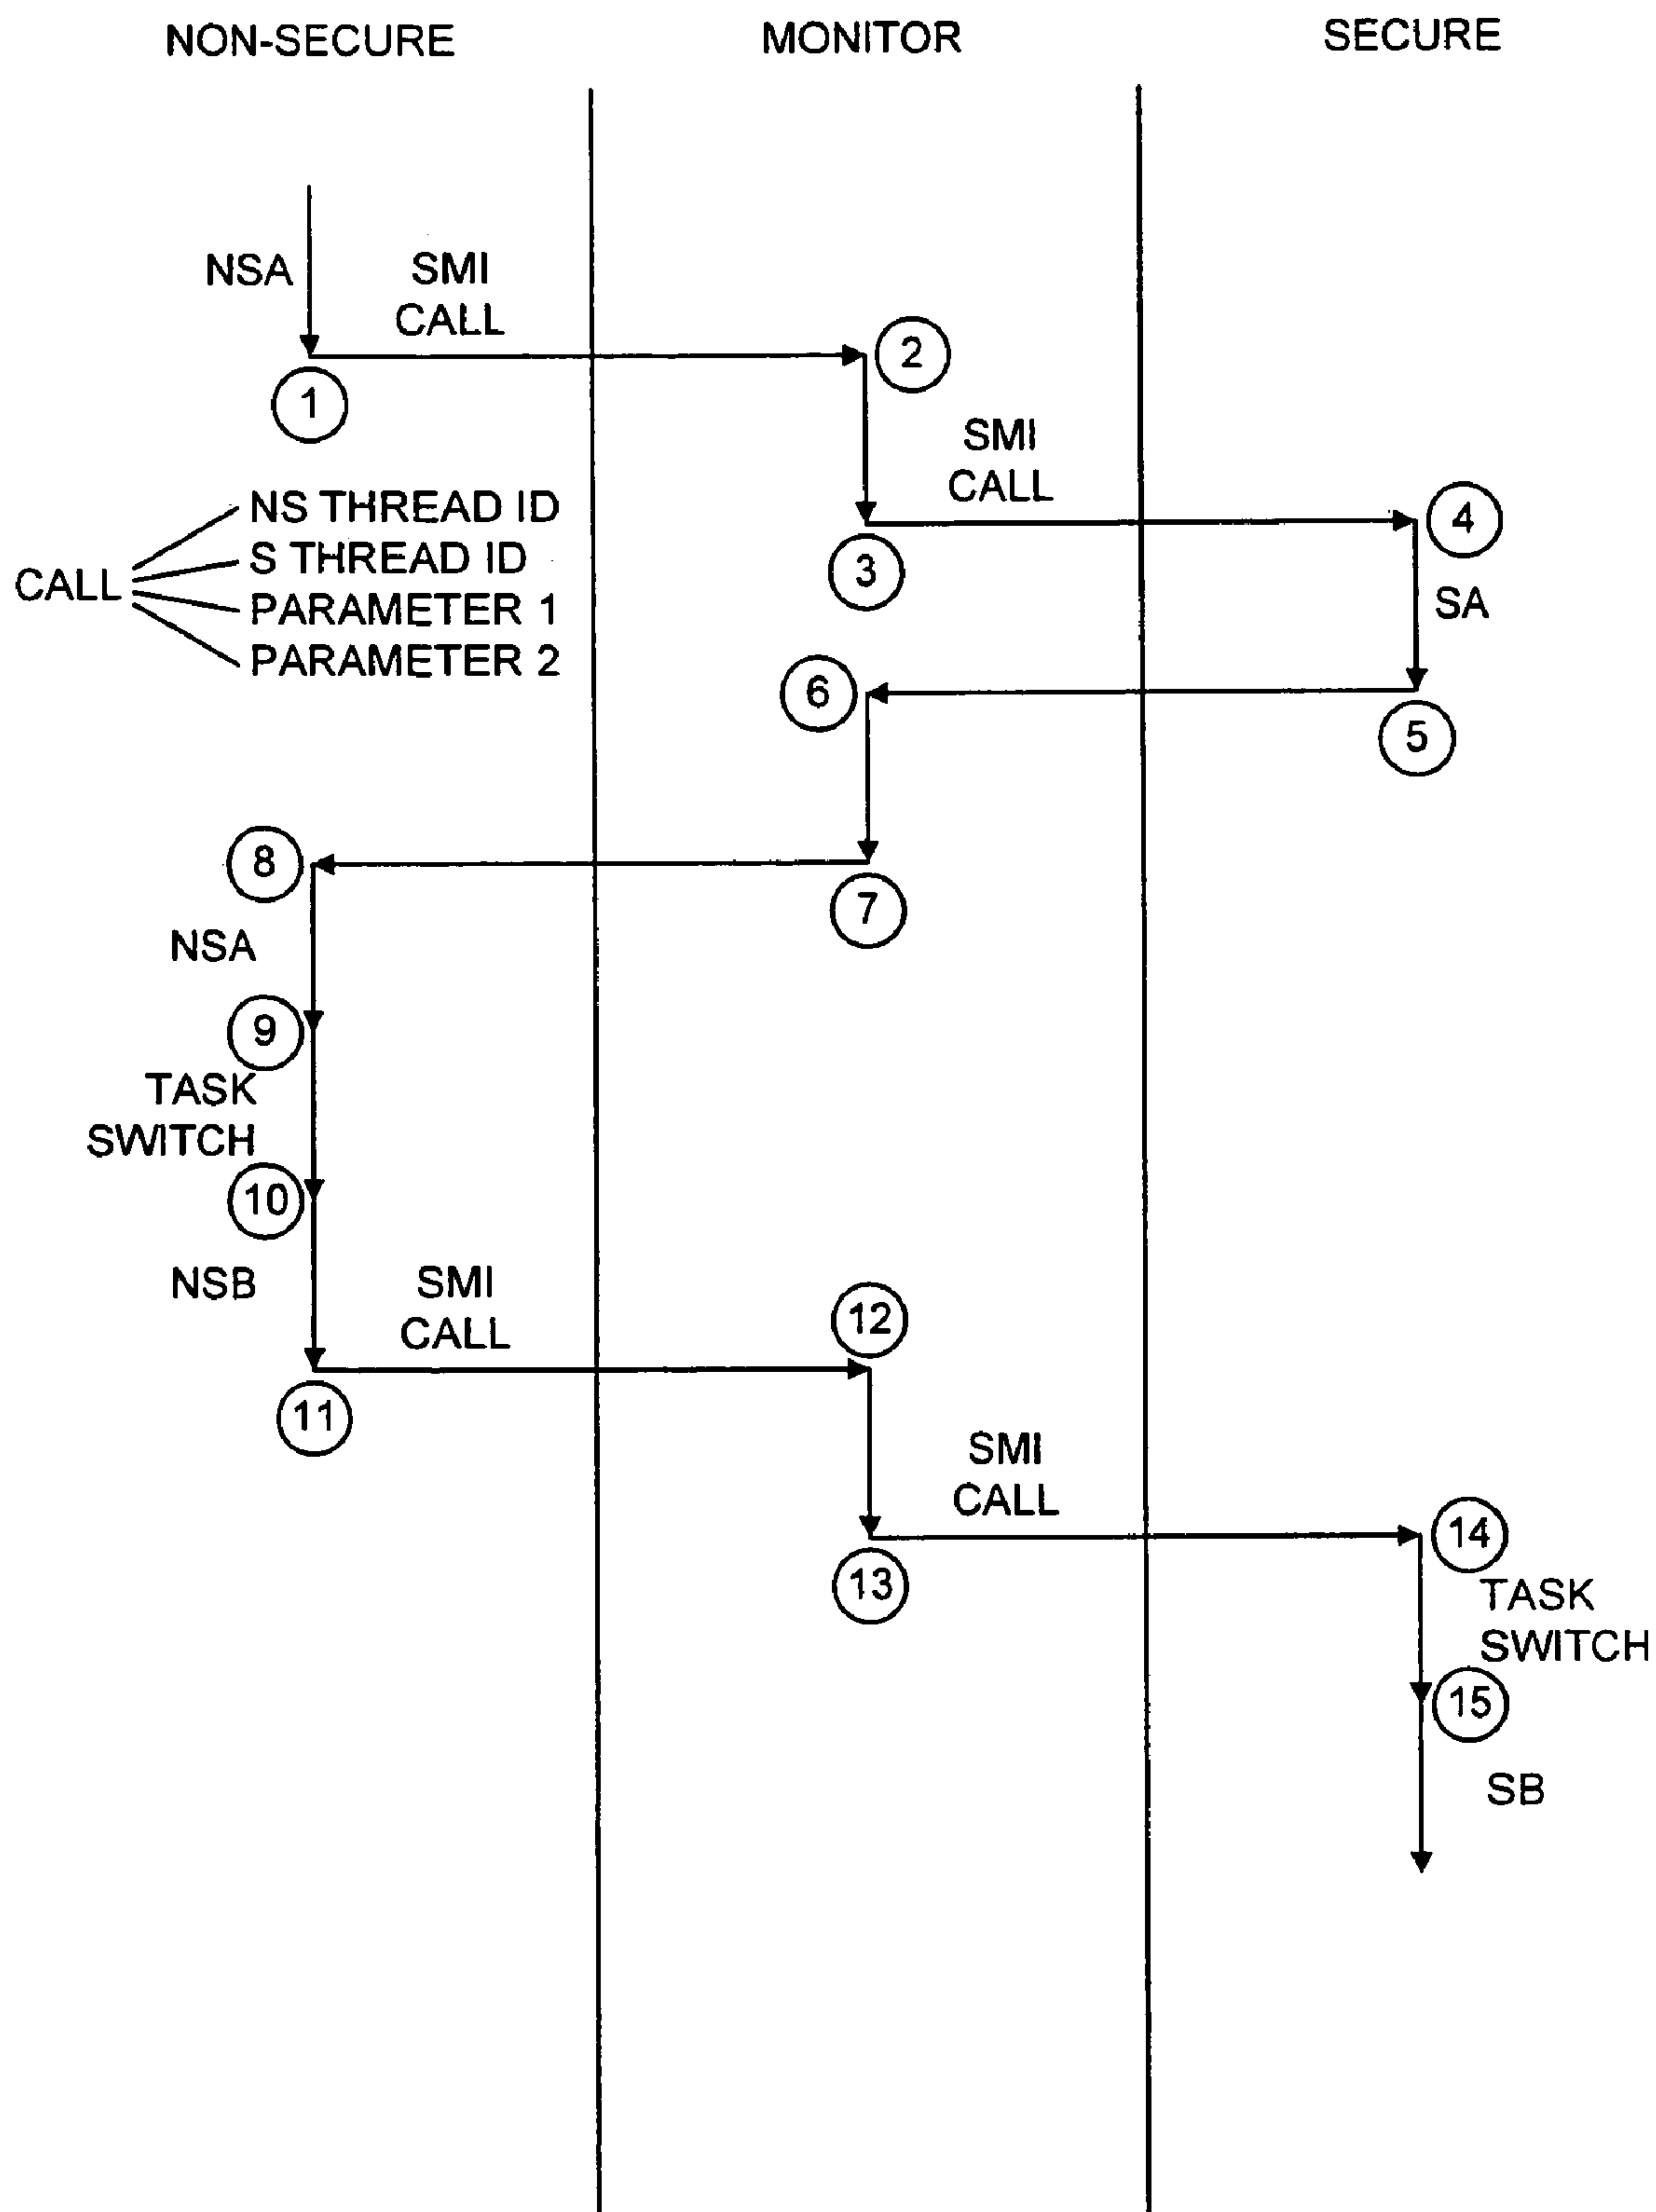 NON-SECURE
MONITOR
SECURE
NSA
SMI
CALL
2
1
SMI
CALL
4
3
SA
CALL
NS THREAD ID
S THREAD ID
PARAMETER 1
PARAMETER 2
6
5
8
7
NSA
9
TASK
SWITCH
10
NSB
SMI
CALL
12
11
SMI
CALL
14
13
TASK
SWITCH
15
SB